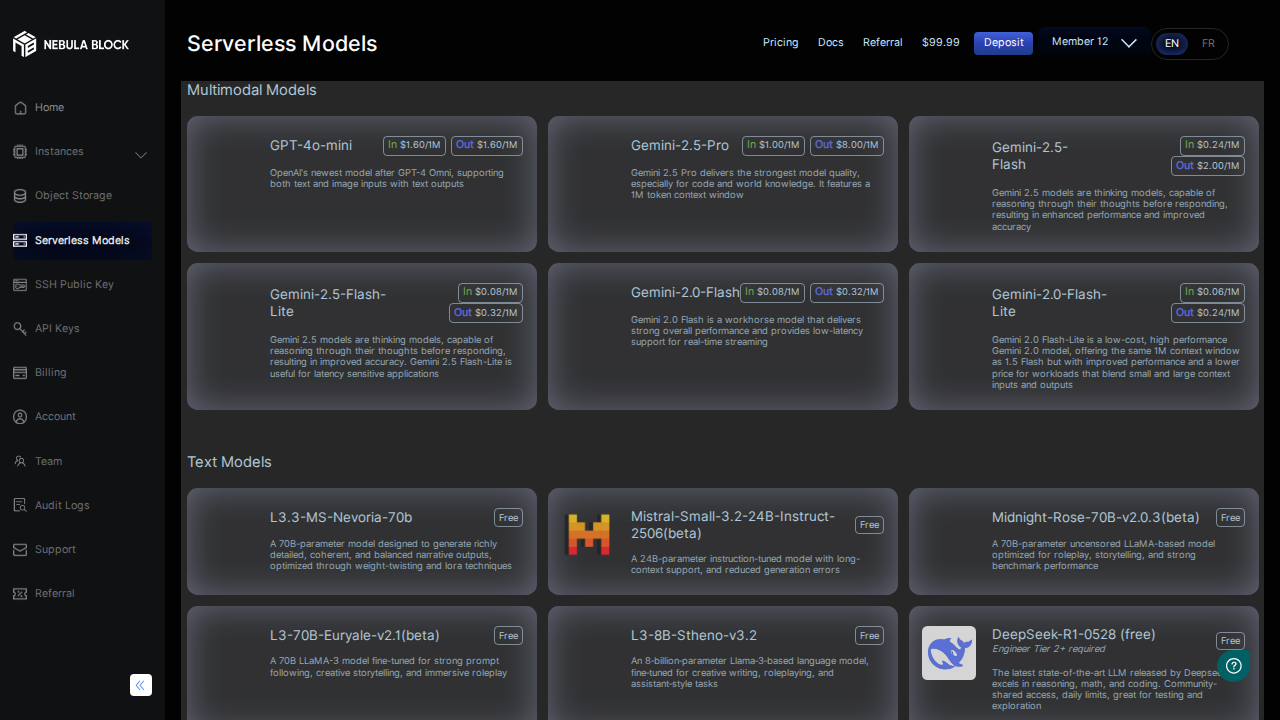 NEBULA BLOCK
Home
Instances
Object Storage
Serverless Models
SSH Public Key
API Keys
Billing
Account
Team
Audit Logs
Support
Referral
Serverless Models
Pricing
Docs
Referral
$99.99
Deposit
Member 12
EN
FR
Multimodal Models
GPT-4o-mini
In $1.60/1M
Out $1.60/1M
OpenAI's newest model after GPT-4 Omni, supporting
both text and image inputs with text outputs
Gemini-2.5-Pro
In $1.00/1M
Out $8.00/1M
Gemini 2.5 Pro delivers the strongest model quality,
especially for code and world knowledge. It features a
1M token context window
Gemini-2.5-
Flash
In $0.24/1M
Out $2.00/1M
Gemini 2.5 models are thinking models, capable of
reasoning through their thoughts before responding,
resulting in enhanced performance and improved
accuracy
Gemini-2.5-Flash-
Lite
In $0.08/1M
Out $0.32/1M
Gemini 2.5 models are thinking models, capable of
reasoning through their thoughts before responding,
resulting in improved accuracy. Gemini 2.5 Flash-Lite is
useful for latency sensitive applications
Gemini-2.0-Flash
In $0.08/1M
Out $0.32/1M
Gemini 2.0 Flash is a workhorse model that delivers
strong overall performance and provides low-latency
support for real-time streaming
Gemini-2.0-Flash-
Lite
In $0.06/1M
Out $0.24/1M
Gemini 2.0 Flash-Lite is a low-cost, high performance
Gemini 2.0 model, offering the same 1M context window
as 1.5 Flash but with improved performance and a lower
price for workloads that blend small and large context
inputs and outputs
Text Models
L3.3-MS-Nevoria-70b
Free
A 70B-parameter model designed to generate richly
detailed, coherent, and balanced narrative outputs,
optimized through weight-twisting and lora techniques
Mistral-Small-3.2-24B-Instruct-
2506(beta)
Free
A 24B-parameter instruction-tuned model with long-
context support, and reduced generation errors
Midnight-Rose-70B-v2.0.3(beta)
Free
A 70B-parameter uncensored LLaMA-based model
optimized for roleplay, storytelling, and strong
benchmark performance
L3-70B-Euryale-v2.1(beta)
Free
A 70B LLaMA-3 model fine-tuned for strong prompt
following, creative storytelling, and immersive roleplay
L3-8B-Stheno-v3.2
Free
An 8-billion-parameter Llama-3-based language model,
fine-tuned for creative writing, roleplaying, and
assistant-style tasks
DeepSeek-R1-0528 (free)
Engineer Tier 2+ required
Free
The latest state-of-the-art LLM released by
excels in reasoning, math, and coding. Community-
shared access, daily limits, great for testing and
exploration